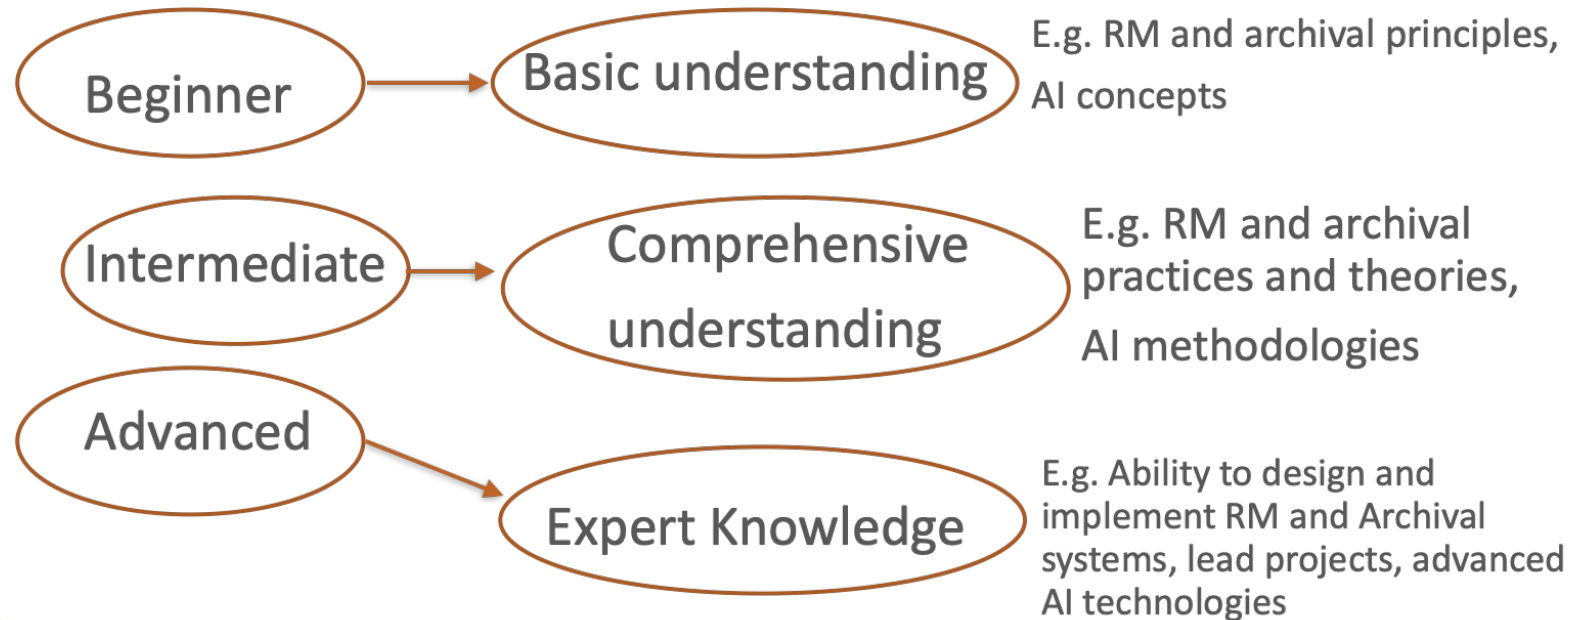 Beginner
Basic understanding
E.g. RM and archival principles,
AI concepts
Intermediate
Comprehensive
understanding
E.g. RM and archival
practices and theories,
AI methodologies
Advanced
Expert Knowledge
E.g. Ability to design and
implement RM and Archival
systems, lead projects, advanced
AI technologies